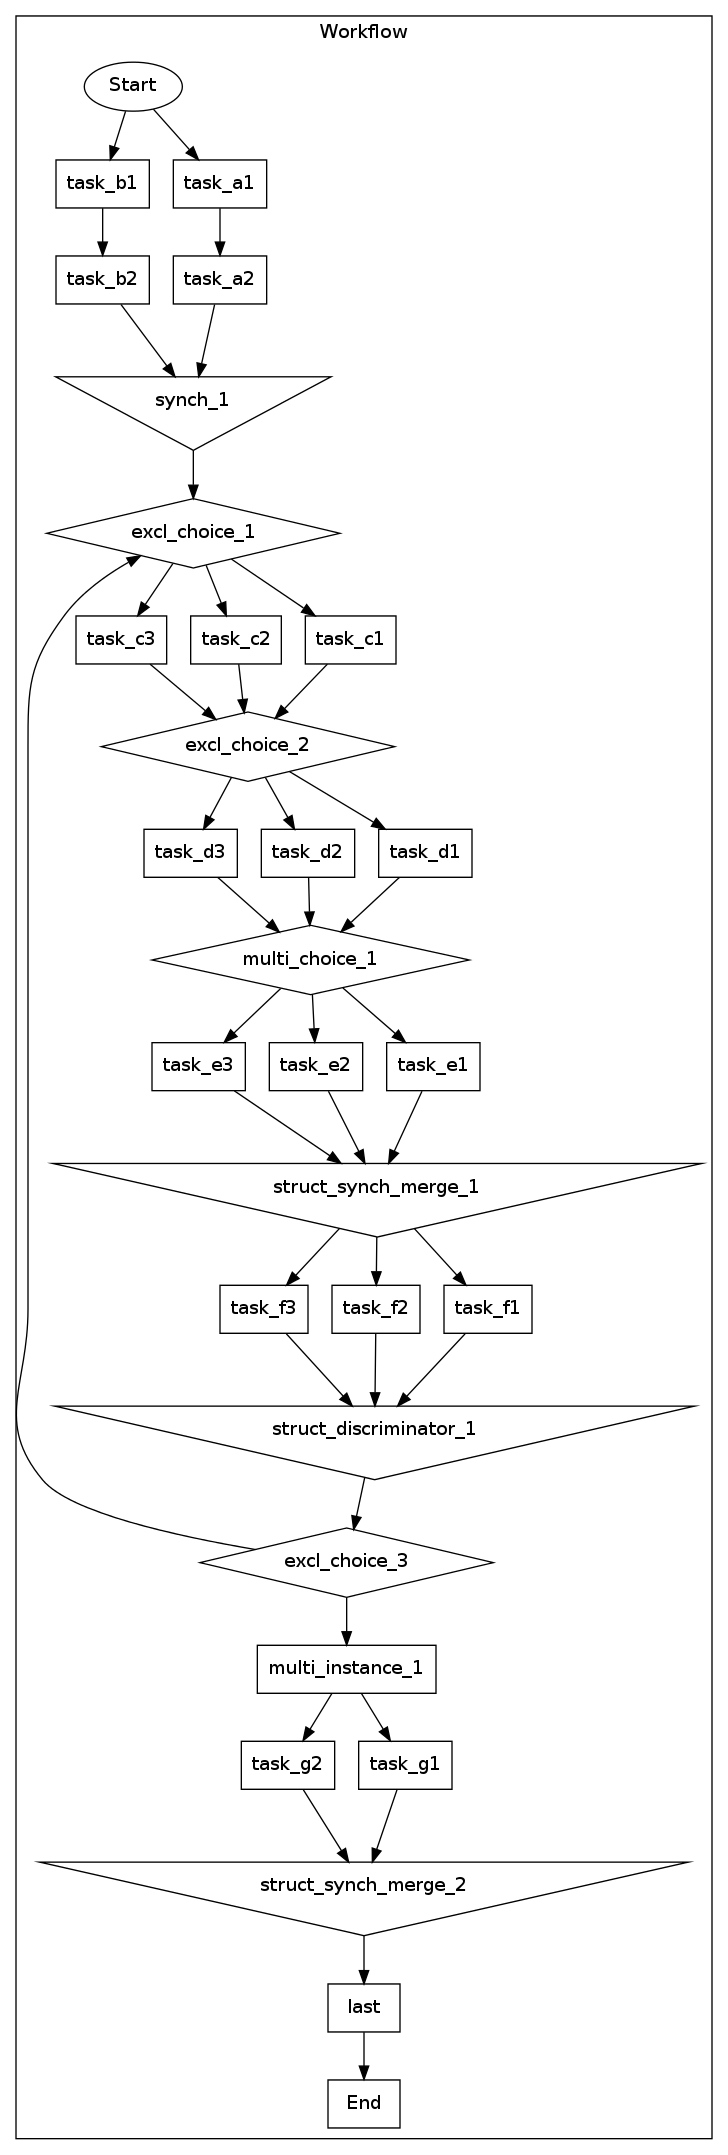 Workflow
Start
task_b1
task_a1
task_b2
task_a2
synch_1
excl_choice_1
task_c3
task_c2
task_c1
excl_choice_2
task_d3
task_d2
task_d1
multi_choice_1
task_e3
task_e2
task_e1
struct_synch_merge_1
task_f3
task_f2
task_f1
struct_discriminator_1
excl_choice_3
multi_instance_1
task_g2
task_g1
struct_synch_merge_2
last
End